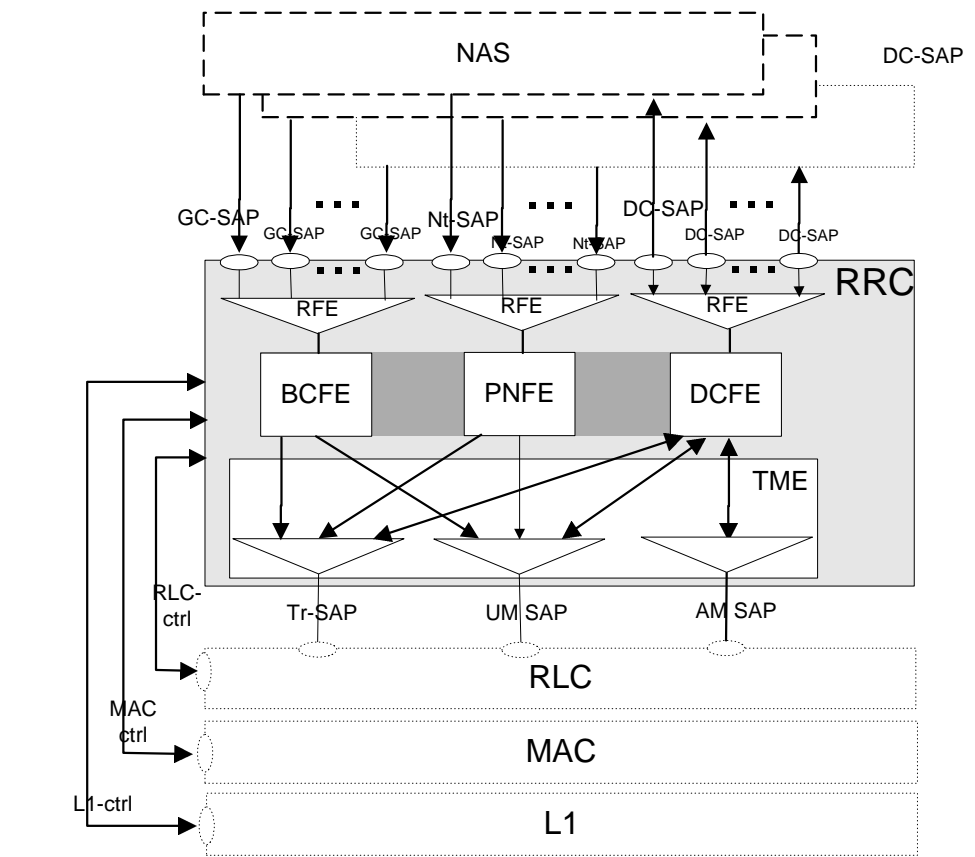 NAS
DC-SAP
GC-SAP
GC-SAP
GC-SAP
Nt-SAP
Nt-SAP
Nt-SAP
DC-SAP
DC-SAP
DC-SAP
RRC
RFE
RFE
RFE
BCFE
PNFE
DCFE
TME
RLC-
ctrl
Tr-SAP
UM SAP
AM SAP
RLC
MAC
ctrl
MAC
L1-ctrl
L1